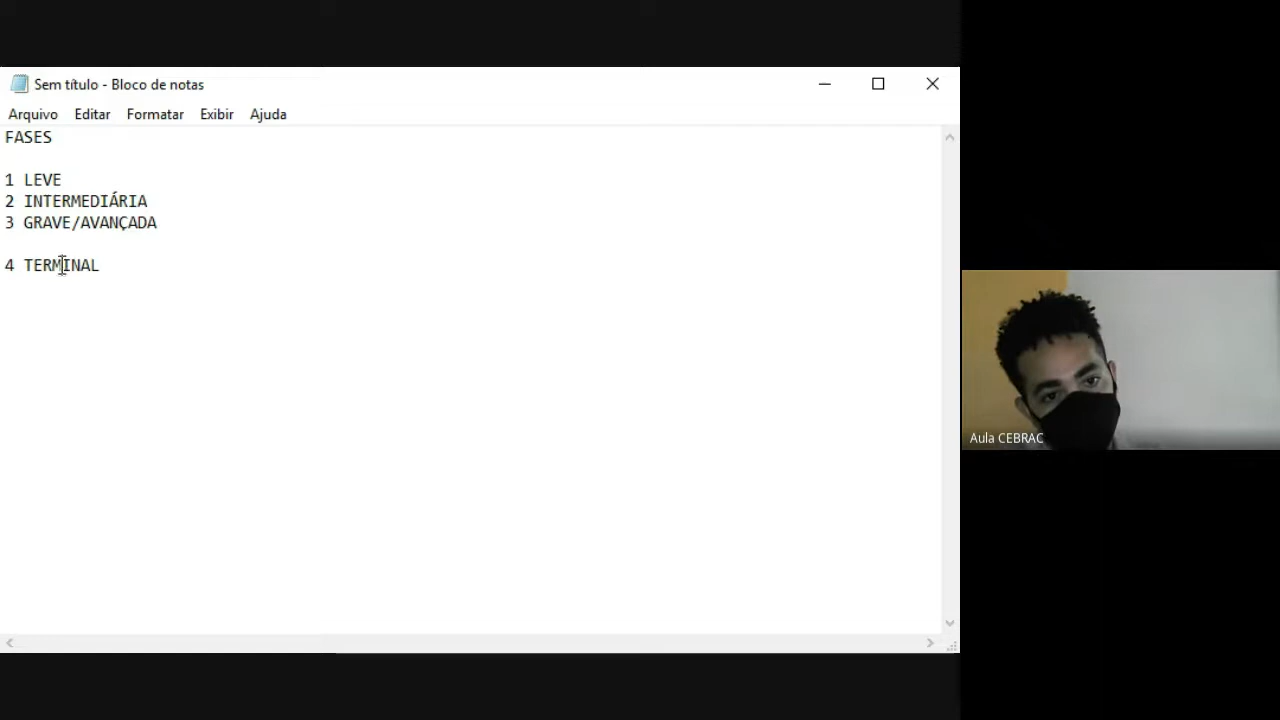 Sem título - Bloco de notas
Arquivo Editar Formatar Exibir Ajuda
FASES
1 LEVE
2 INTERMEDIÁRIA
3 GRAVE/AVANÇADA
4 TERMINAL
Aula CEBRAC